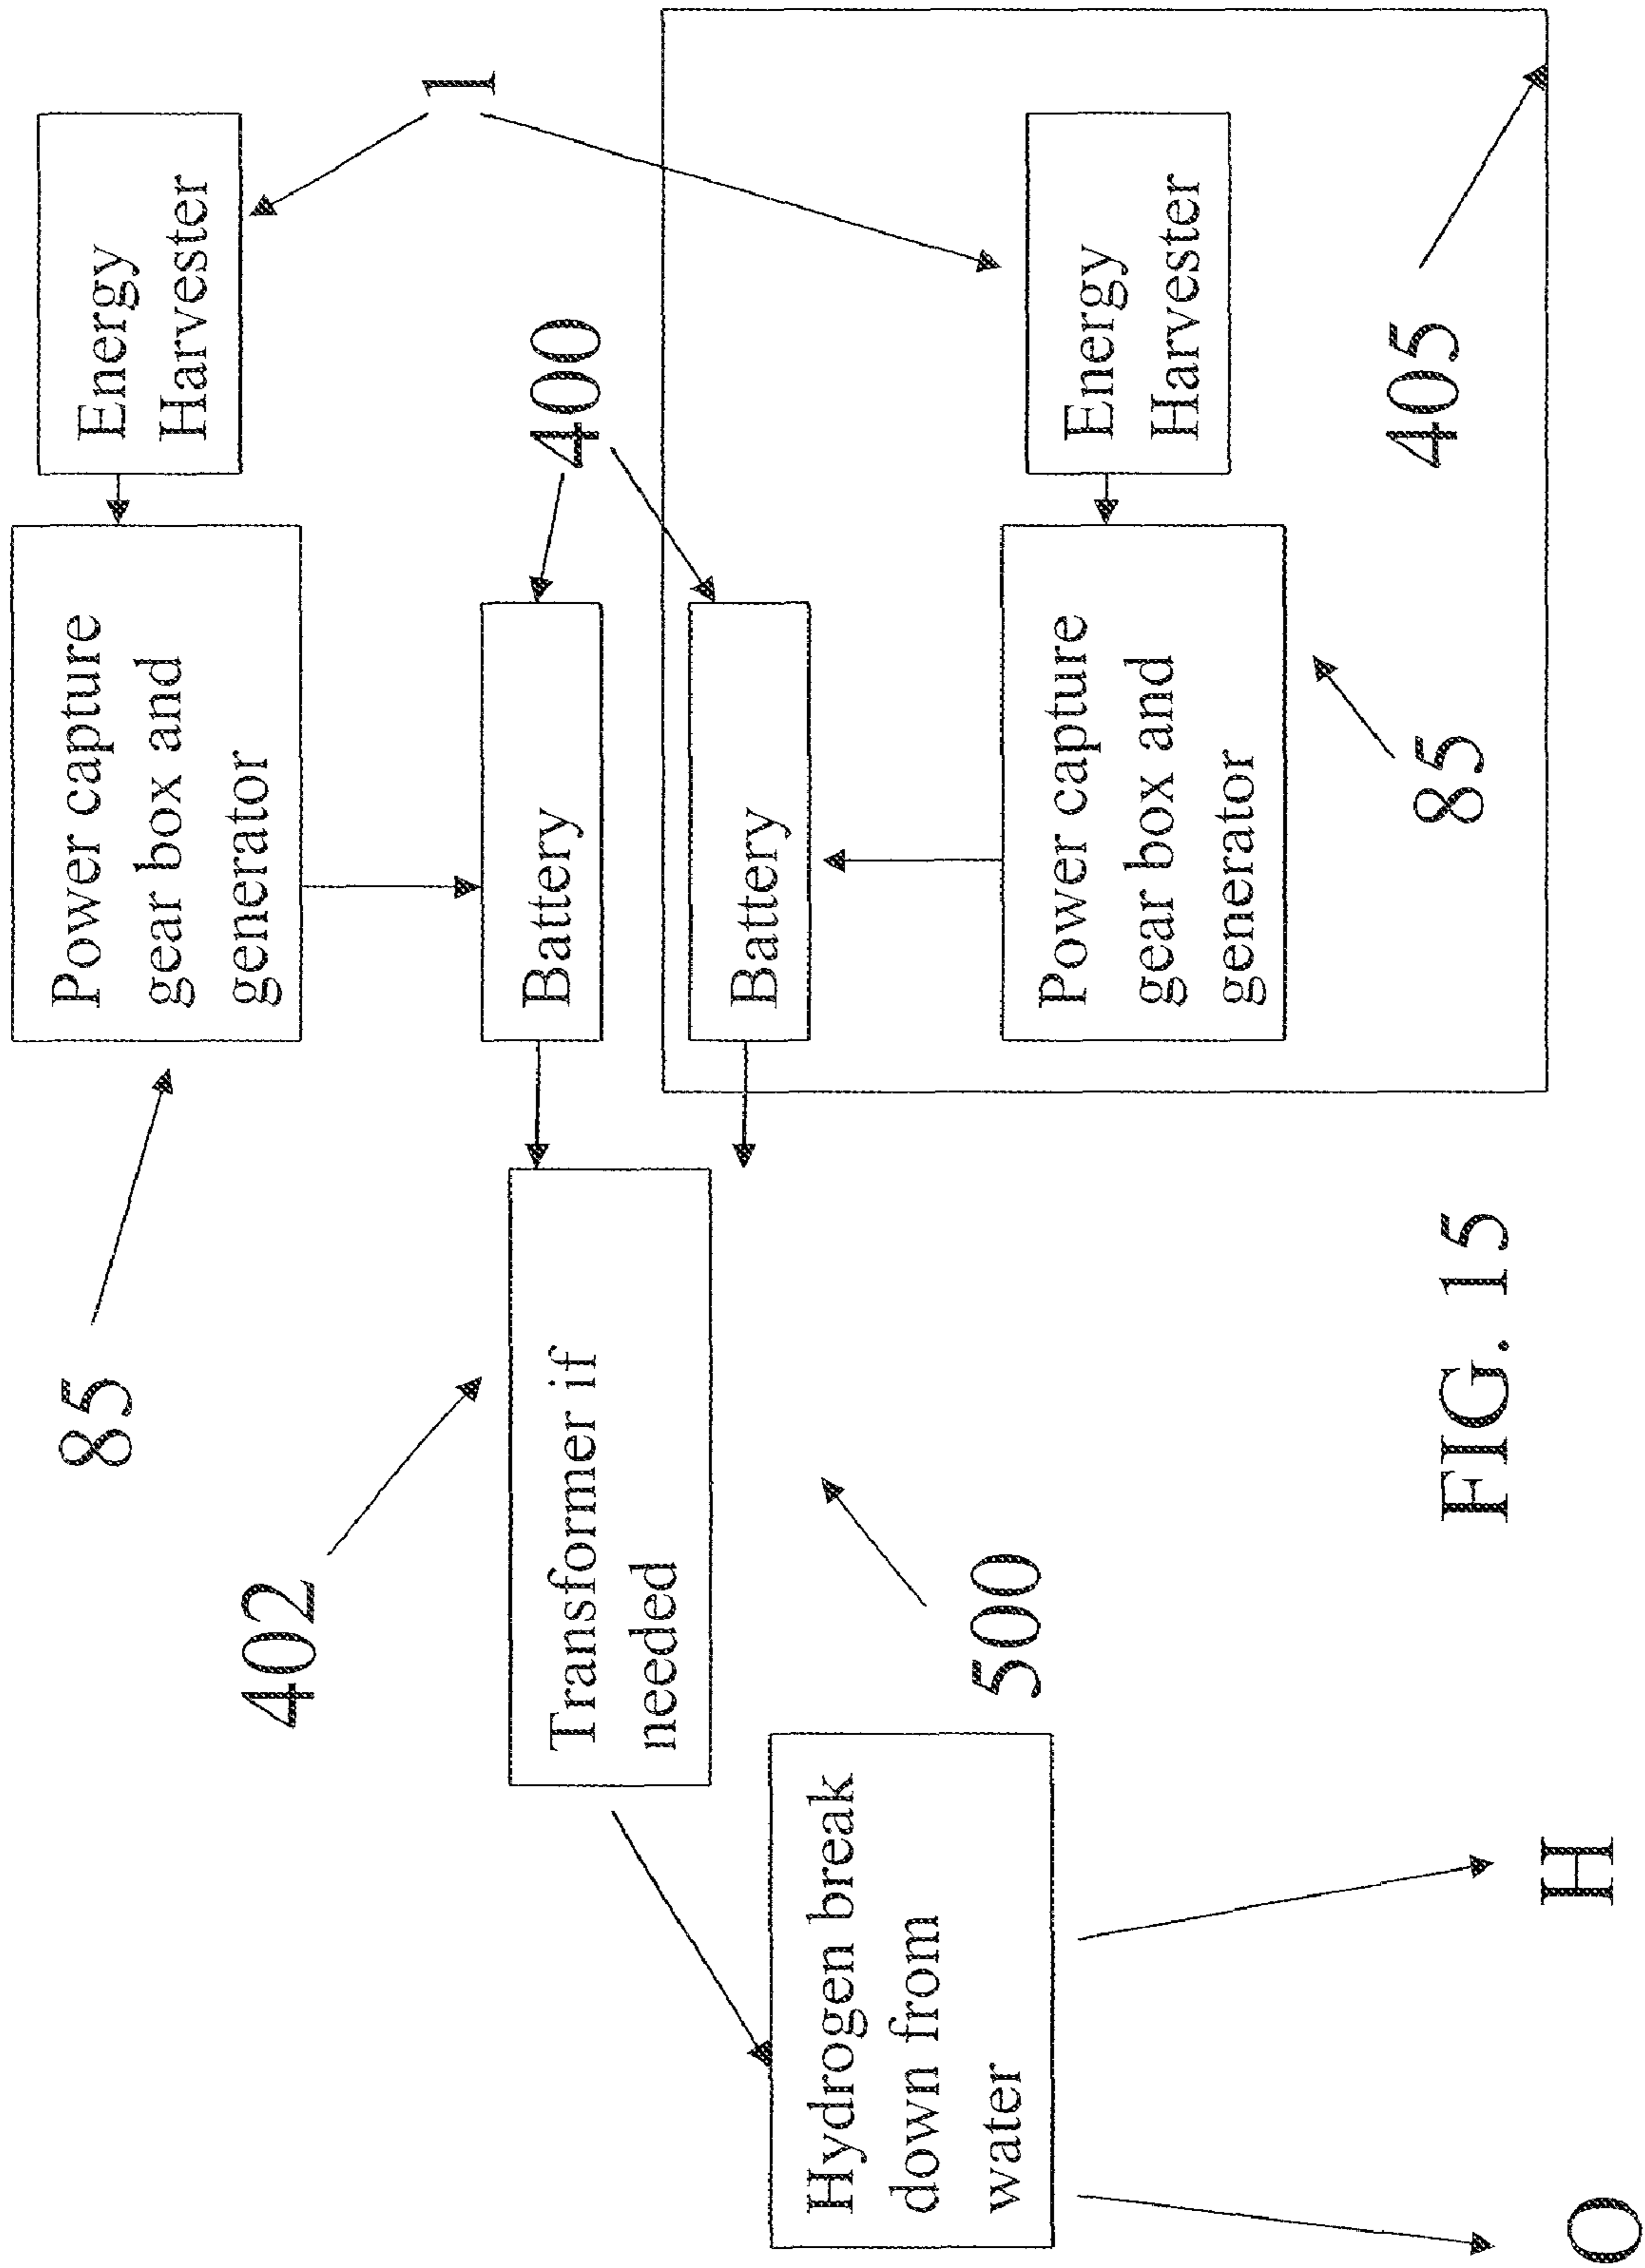 85
Power capture
gear box and
generator
Energy
Harvester
402
1
Transformer if
needed
Battery
400
Battery
Hydrogen break
down from
water
500
Power capture
gear box and
generator
Energy
Harvester
85
405
FIG. 15
O
H